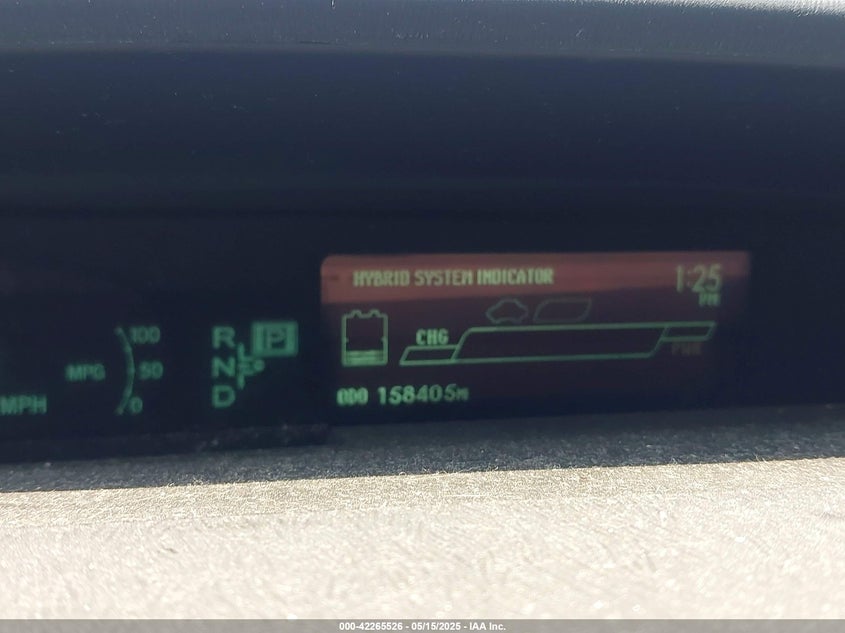 HYBRID SYSTEM INDICATOR
1:25
PM
CHG
PWR
ODO 158405M
100
MPG 50
0
MPH
R P
N
D
000-42265526 - 05/15/2025 - IAA Inc.